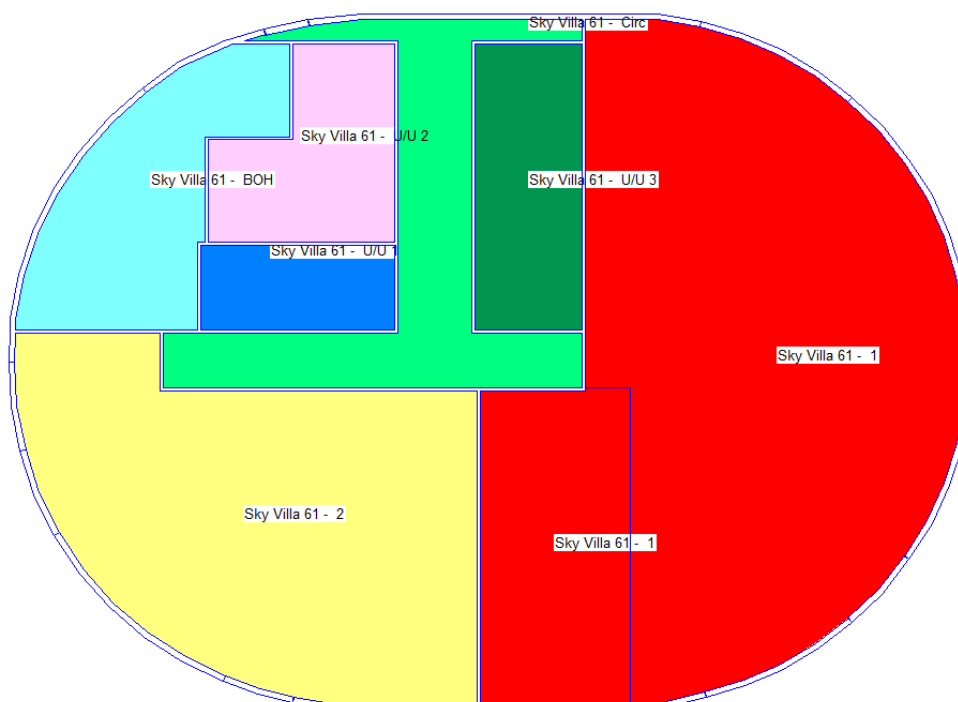 Sky Villa 61 -  Circ
Sky Villa 61 -  U/U 2
Sky Villa 61 -  BOH
Sky Villa 61 -  U/U 3
Sky Villa 61 -  U/U 1
Sky Villa 61 -  1
Sky Villa 61 -  2
Sky Villa 61 -  1